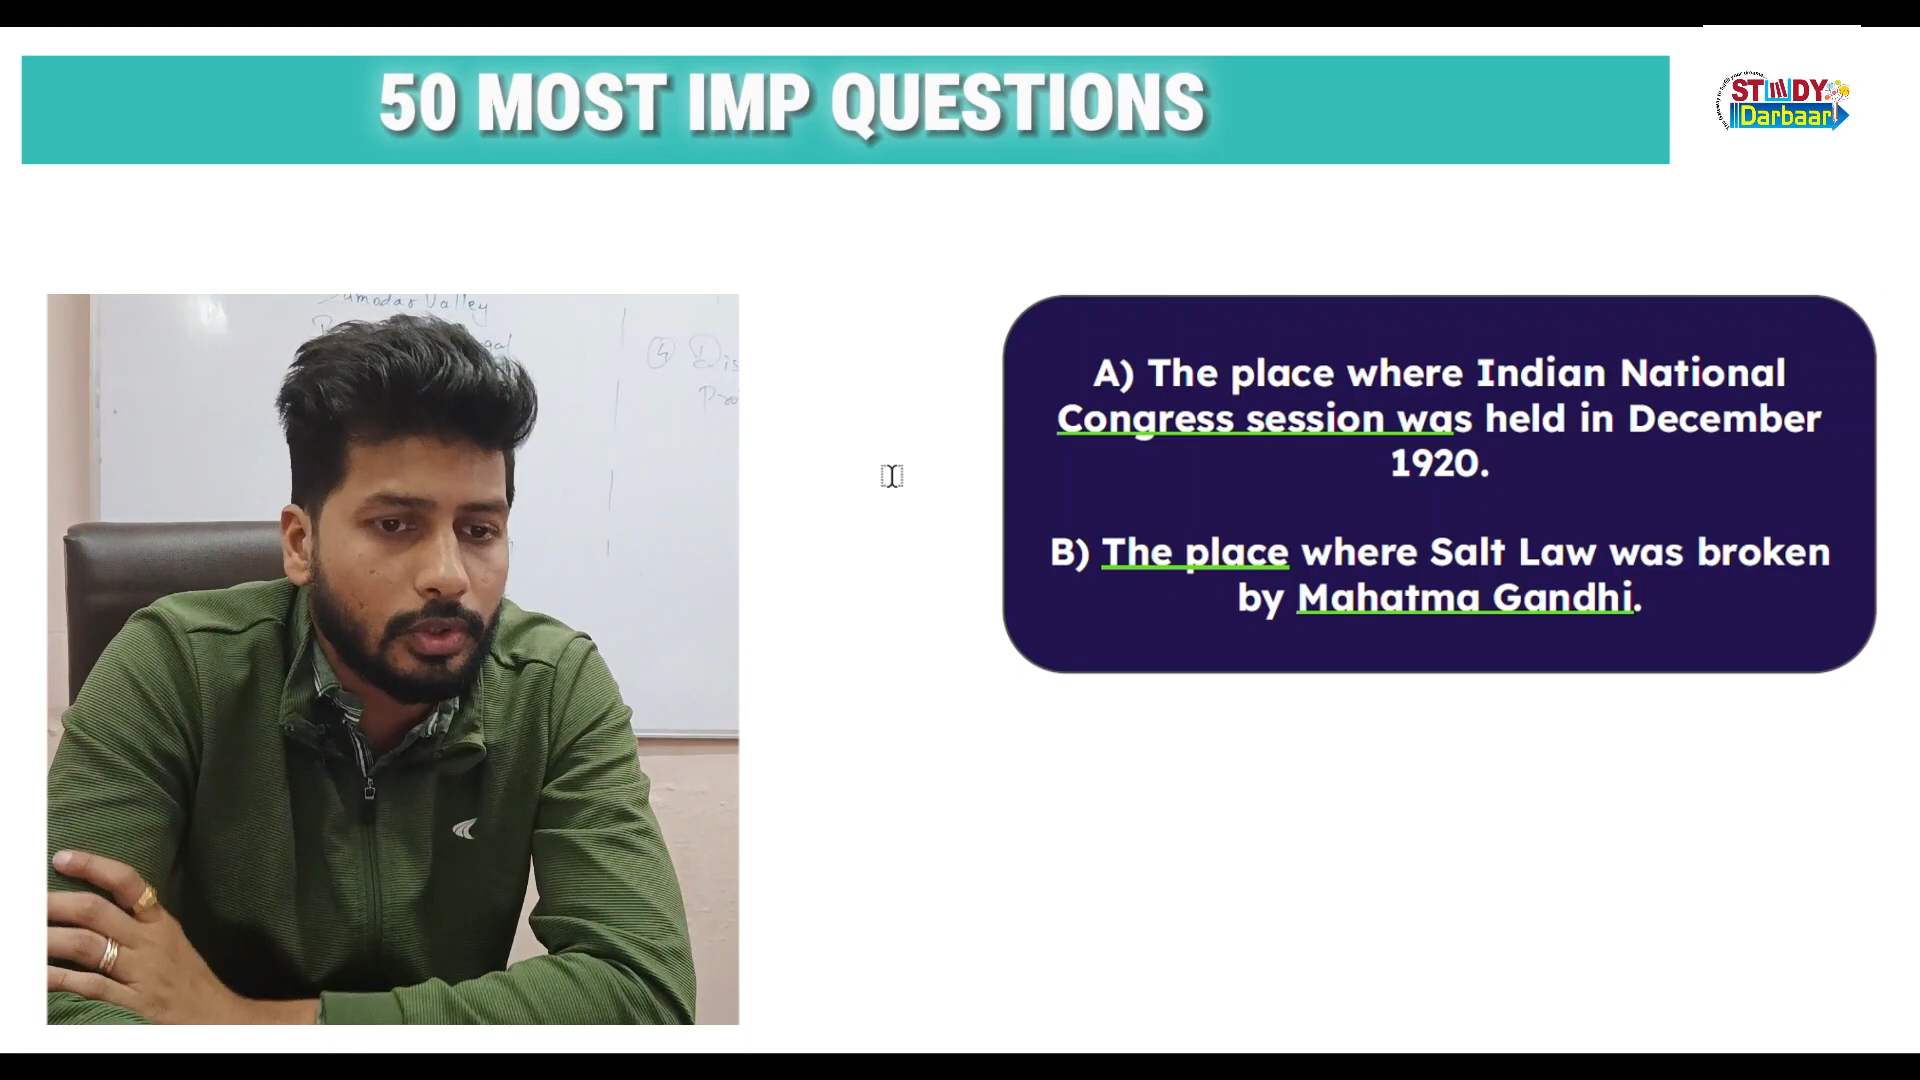 50 MOST IMP QUESTIONS
STUDY
Darbaar
Damodar Valley
A) The place where Indian National
Congress session was held in December
1920.
B) The place where Salt Law was broken
by Mahatma Gandhi.